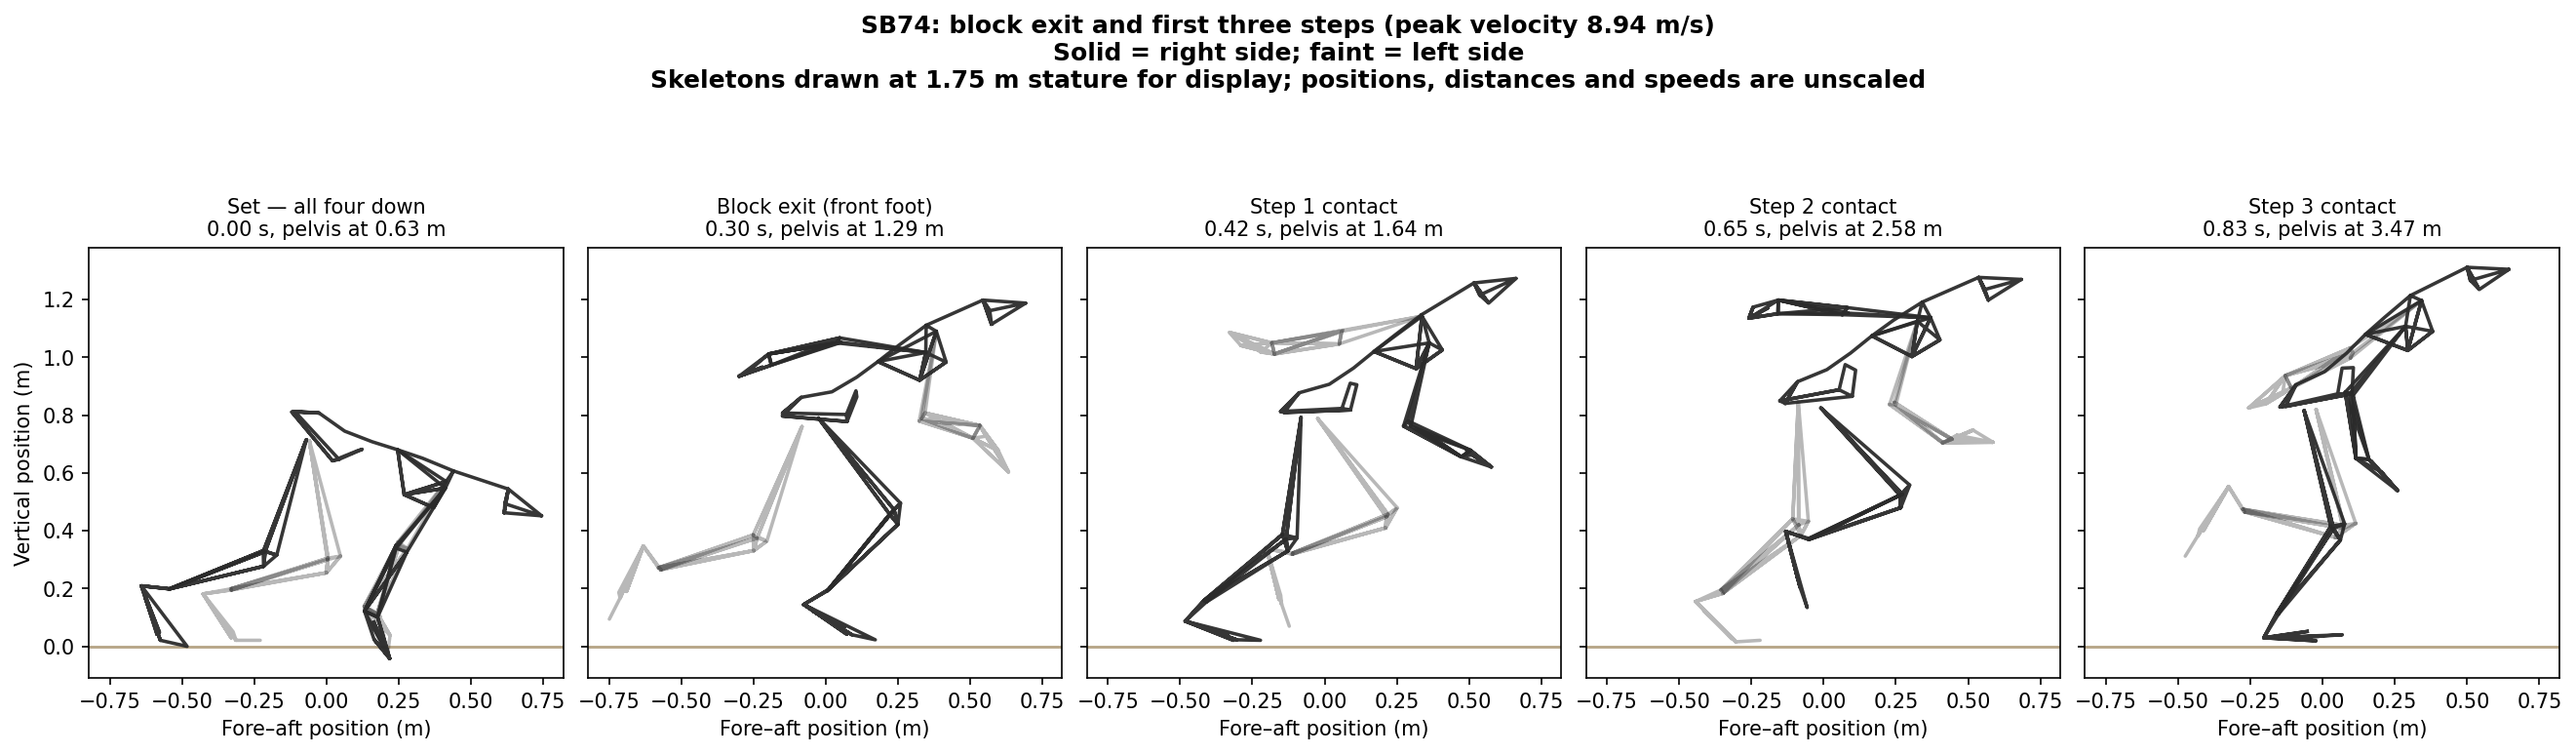 SB74: block exit and first three steps (peak velocity 8.94 m/s)
Solid = right side; faint = left side
Skeletons drawn at 1.75 m stature for display; positions, distances and speeds are unscaled
Set — all four down
0.00 s, pelvis at 0.63 m
Block exit (front foot)
0.30 s, pelvis at 1.29 m
Step 1 contact
0.42 s, pelvis at 1.64 m
Step 2 contact
0.65 s, pelvis at 2.58 m
Step 3 contact
0.83 s, pelvis at 3.47 m
Vertical position (m)
1.2
1.0
0.8
0.6
0.4
0.2
0.0
−0.75 −0.50 −0.25 0.00 0.25 0.50 0.75
Fore–aft position (m)
−0.75 −0.50 −0.25 0.00 0.25 0.50 0.75
Fore–aft position (m)
−0.75 −0.50 −0.25 0.00 0.25 0.50 0.75
Fore–aft position (m)
−0.75 −0.50 −0.25 0.00 0.25 0.50 0.75
Fore–aft position (m)
−0.75 −0.50 −0.25 0.00 0.25 0.50 0.75
Fore–aft position (m)